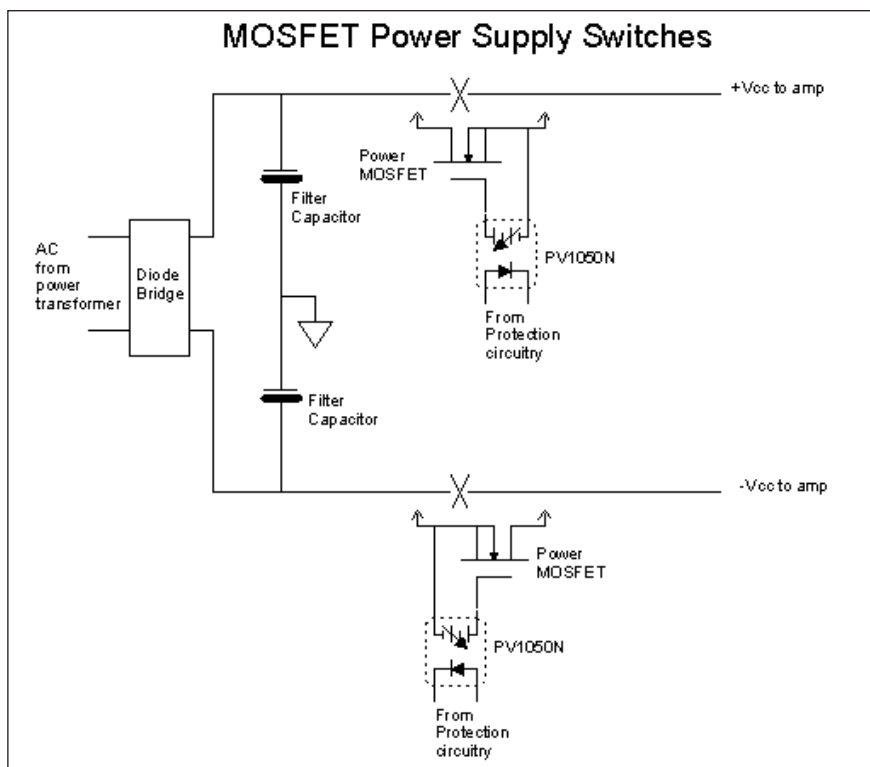 MOSFET Power Supply Switches
+Vcc to amp
Power
MOSFET
Filter
Capacitor
AC
from
power
transformer
Diode
Bridge
PV1050N
From
Protection
circuitry
Filter
Capacitor
-Vcc to amp
Power
MOSFET
PV1050N
From
Protection
circuitry